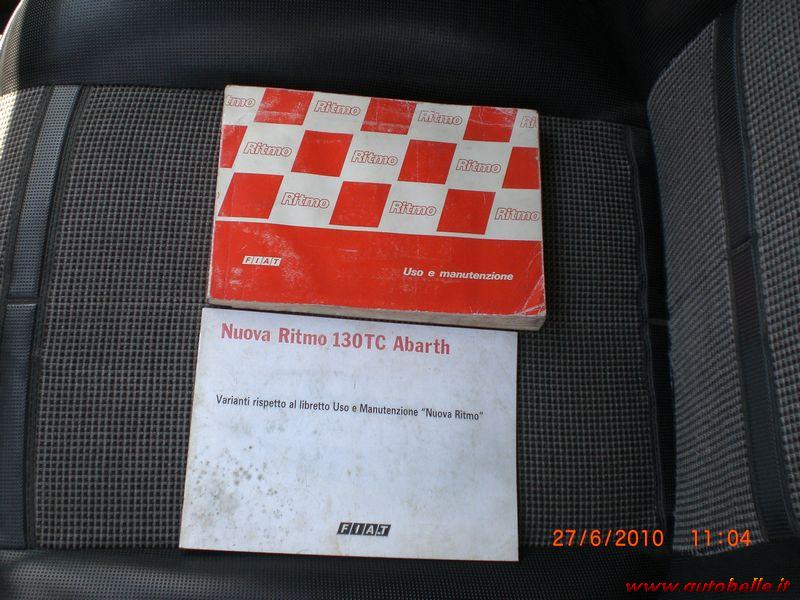 Ritmo Ritmo Ritmo
Ritmo Ritmo Ritmo
Ritmo Ritmo Ritmo
FIAT
Uso e manutenzione
Nuova Ritmo 130TC Abarth
Varianti rispetto al libretto Uso e Manutenzione "Nuova Ritmo"
FIAT
27/6/2010 11:04
www.autobelle.it